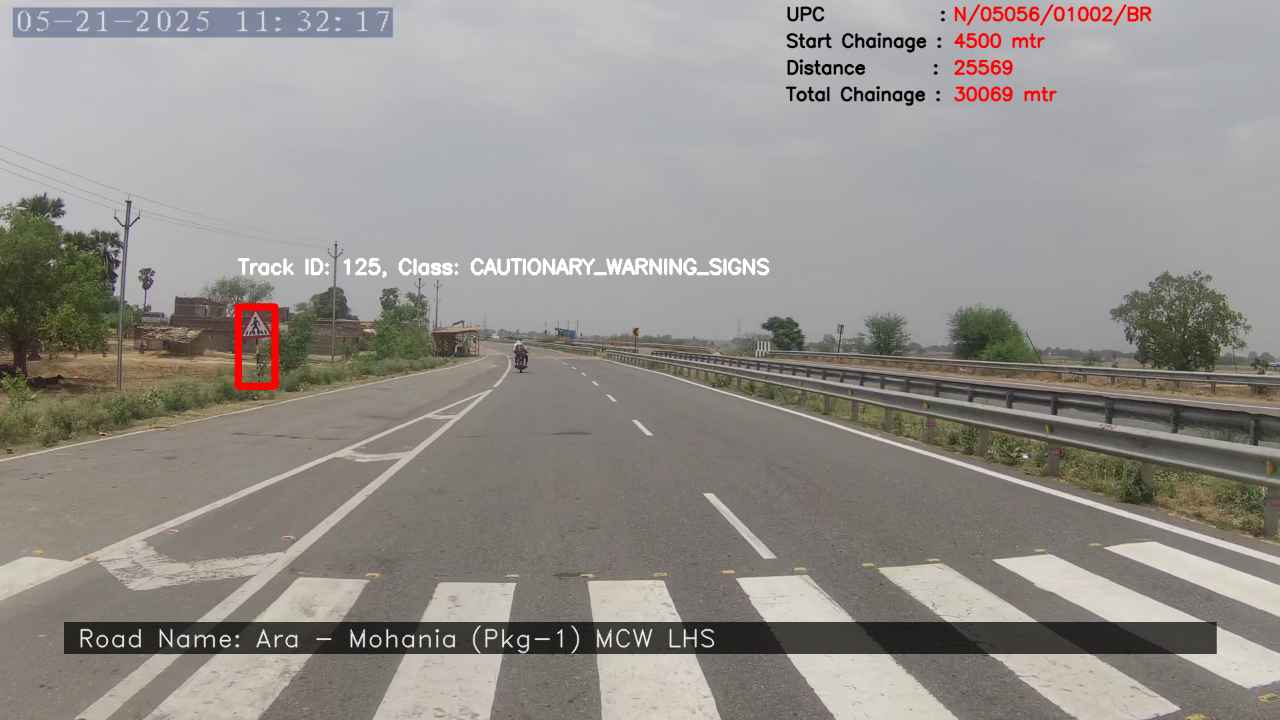 05-21-2025 11:32:17
UPC : N/05056/01002/BR
Start Chainage : 4500 mtr
Distance : 25569
Total Chainage : 30069 mtr
Track ID: 125, Class: CAUTIONARY_WARNING_SIGNS
Road Name: Ara - Mohania (Pkg-1) MCW LHS